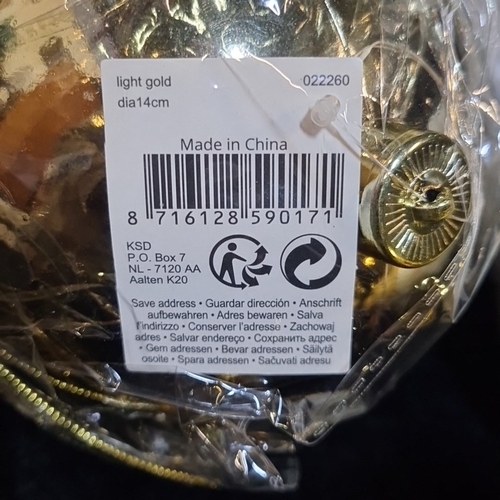 light gold 022260
dia14cm
Made in China
8 716128 590171
KSD
P.O. Box 7
NL - 7120 AA
Aalten K20
Save address • Guardar dirección • Anschrift
aufbewahren • Adres bewaren • Salva
l'indirizzo • Conserver l'adresse • Zachowaj
adres • Salvar endereço • Сохранить адрес
• Gem adressen • Bevar adressen • Säilytä
osoite • Spara adressen • Sačuvati adresu